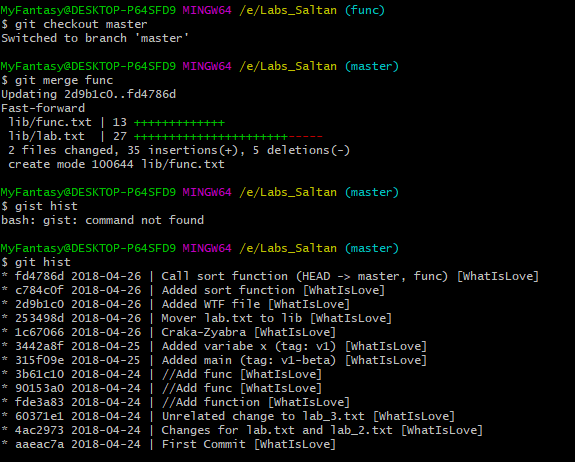 MyFantasy@DESKTOP-P64SFD9 MINGW64 /e/Labs_Saltan (func)
$ git checkout master
Switched to branch 'master'
MyFantasy@DESKTOP-P64SFD9 MINGW64 /e/Labs_Saltan (master)
$ git merge func
Updating 2d9b1c0..fd4786d
Fast-forward
lib/func.txt | 13 +++++++++++++
lib/lab.txt  | 27 ++++++++++++++++++++++-----
2 files changed, 35 insertions(+), 5 deletions(-)
create mode 100644 lib/func.txt
MyFantasy@DESKTOP-P64SFD9 MINGW64 /e/Labs_Saltan (master)
$ gist hist
bash: gist: command not found
MyFantasy@DESKTOP-P64SFD9 MINGW64 /e/Labs_Saltan (master)
$ git hist
* fd4786d 2018-04-26 | Call sort function (HEAD -> master, func) [WhatIsLove]
* c784c0f 2018-04-26 | Added sort function [WhatIsLove]
* 2d9b1c0 2018-04-26 | Added WTF file [WhatIsLove]
* 253498d 2018-04-26 | Mover lab.txt to lib [WhatIsLove]
* 1c67066 2018-04-26 | Craka-Zyabra [WhatIsLove]
* 3442a8f 2018-04-25 | Added variabe x (tag: v1) [WhatIsLove]
* 315f09e 2018-04-25 | Added main (tag: v1-beta) [WhatIsLove]
* 3b61c10 2018-04-24 | //Add func [WhatIsLove]
* 90153a0 2018-04-24 | //Add func [WhatIsLove]
* fde3a83 2018-04-24 | //Add function [WhatIsLove]
* 60371e1 2018-04-24 | Unrelated change to lab_3.txt [WhatIsLove]
* 4ac2973 2018-04-24 | Changes for lab.txt and lab_2.txt [WhatIsLove]
* aaeac7a 2018-04-24 | First Commit [WhatIsLove]